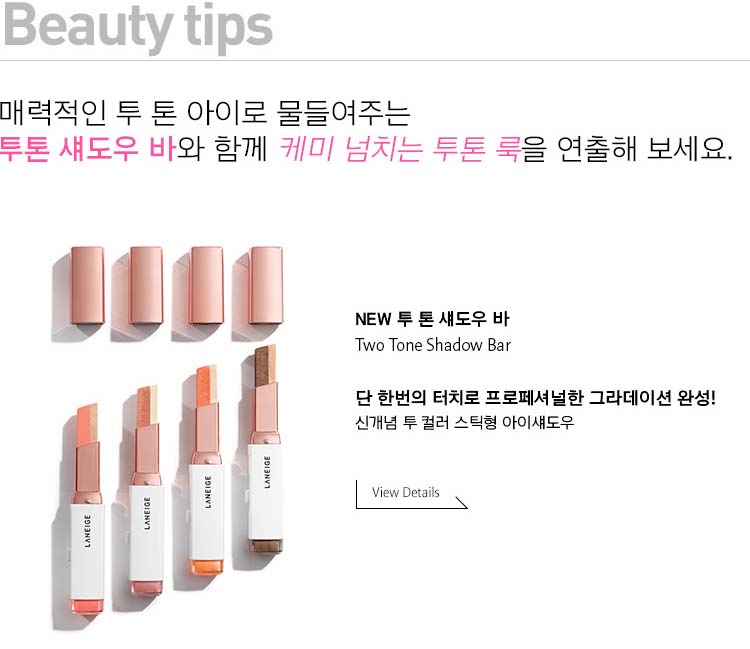 Beauty tips
매력적인 투 톤 아이로 물들여주는
투톤 섀도우 바와 함께 케미 넘치는 투톤 룩을 연출해 보세요.
NEW 투 톤 섀도우 바
Two Tone Shadow Bar
단 한번의 터치로 프로페셔널한 그라데이션 완성!
신개념 투 컬러 스틱형 아이섀도우
View Details
LANEIGE
LANEIGE
LANEIGE
LANEIGE